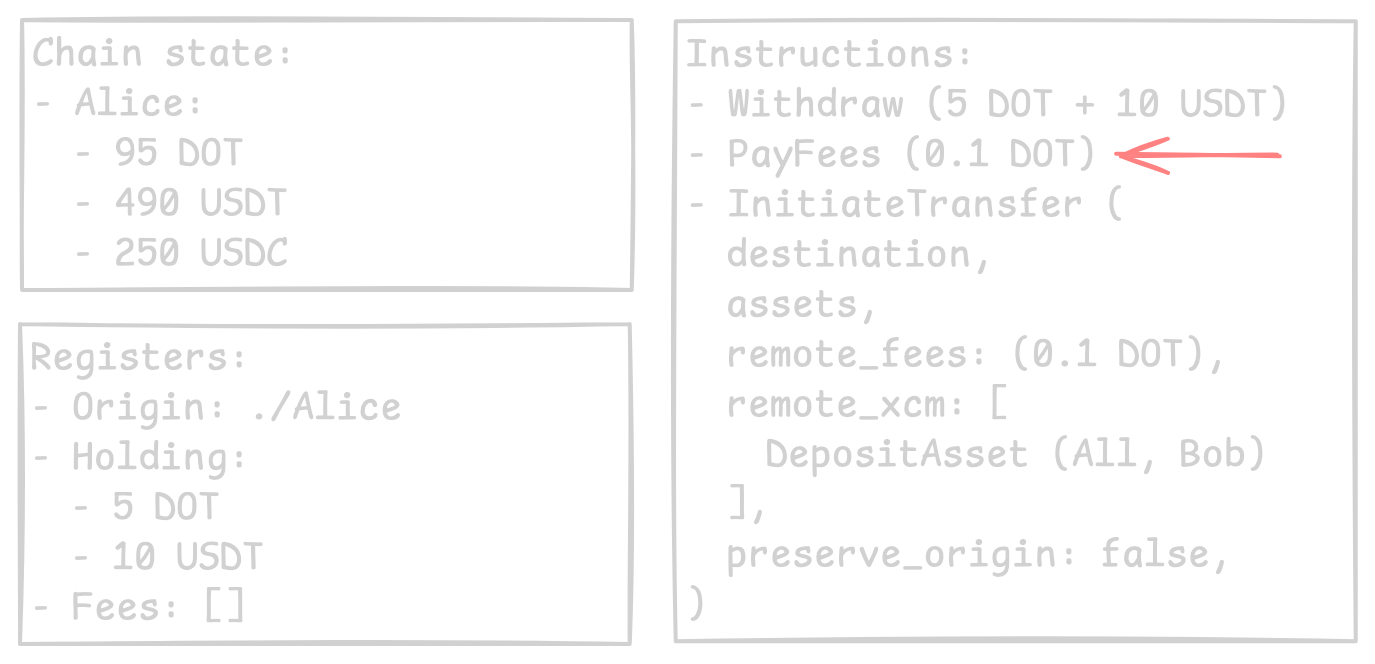 Chain state:
- Alice:
- 95 DOT
- 490 USDT
- 250 USDC
Registers:
- Origin: ./Alice
- Holding:
- 5 DOT
- 10 USDT
- Fees: []
Instructions:
- Withdraw (5 DOT + 10 USDT)
- PayFees (0.1 DOT)
- InitiateTransfer (
destination,
assets,
remote_fees: (0.1 DOT),
remote_xcm: [
DepositAsset (All, Bob)
],
preserve_origin: false,
)